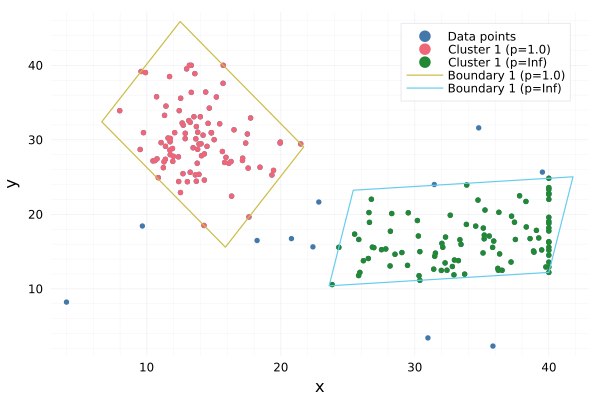 Data points
Cluster 1 (p=1.0)
Cluster 1 (p=Inf)
Boundary 1 (p=1.0)
Boundary 1 (p=Inf)
40
30
20
10
y
10
20
30
40
x